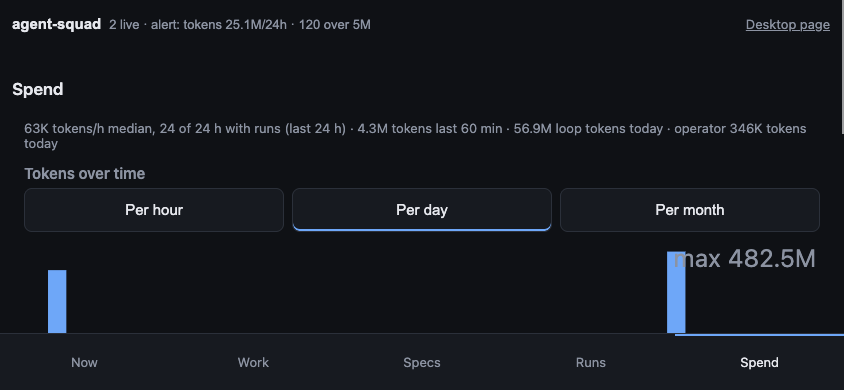 agent-squad 2 live · alert: tokens 25.1M/24h · 120 over 5M
Desktop page
Spend
63K tokens/h median, 24 of 24 h with runs (last 24 h) · 4.3M tokens last 60 min · 56.9M loop tokens today · operator 346K tokens
today
Tokens over time
Per hour
Per day
Per month
max 482.5M
Now
Work
Specs
Runs
Spend